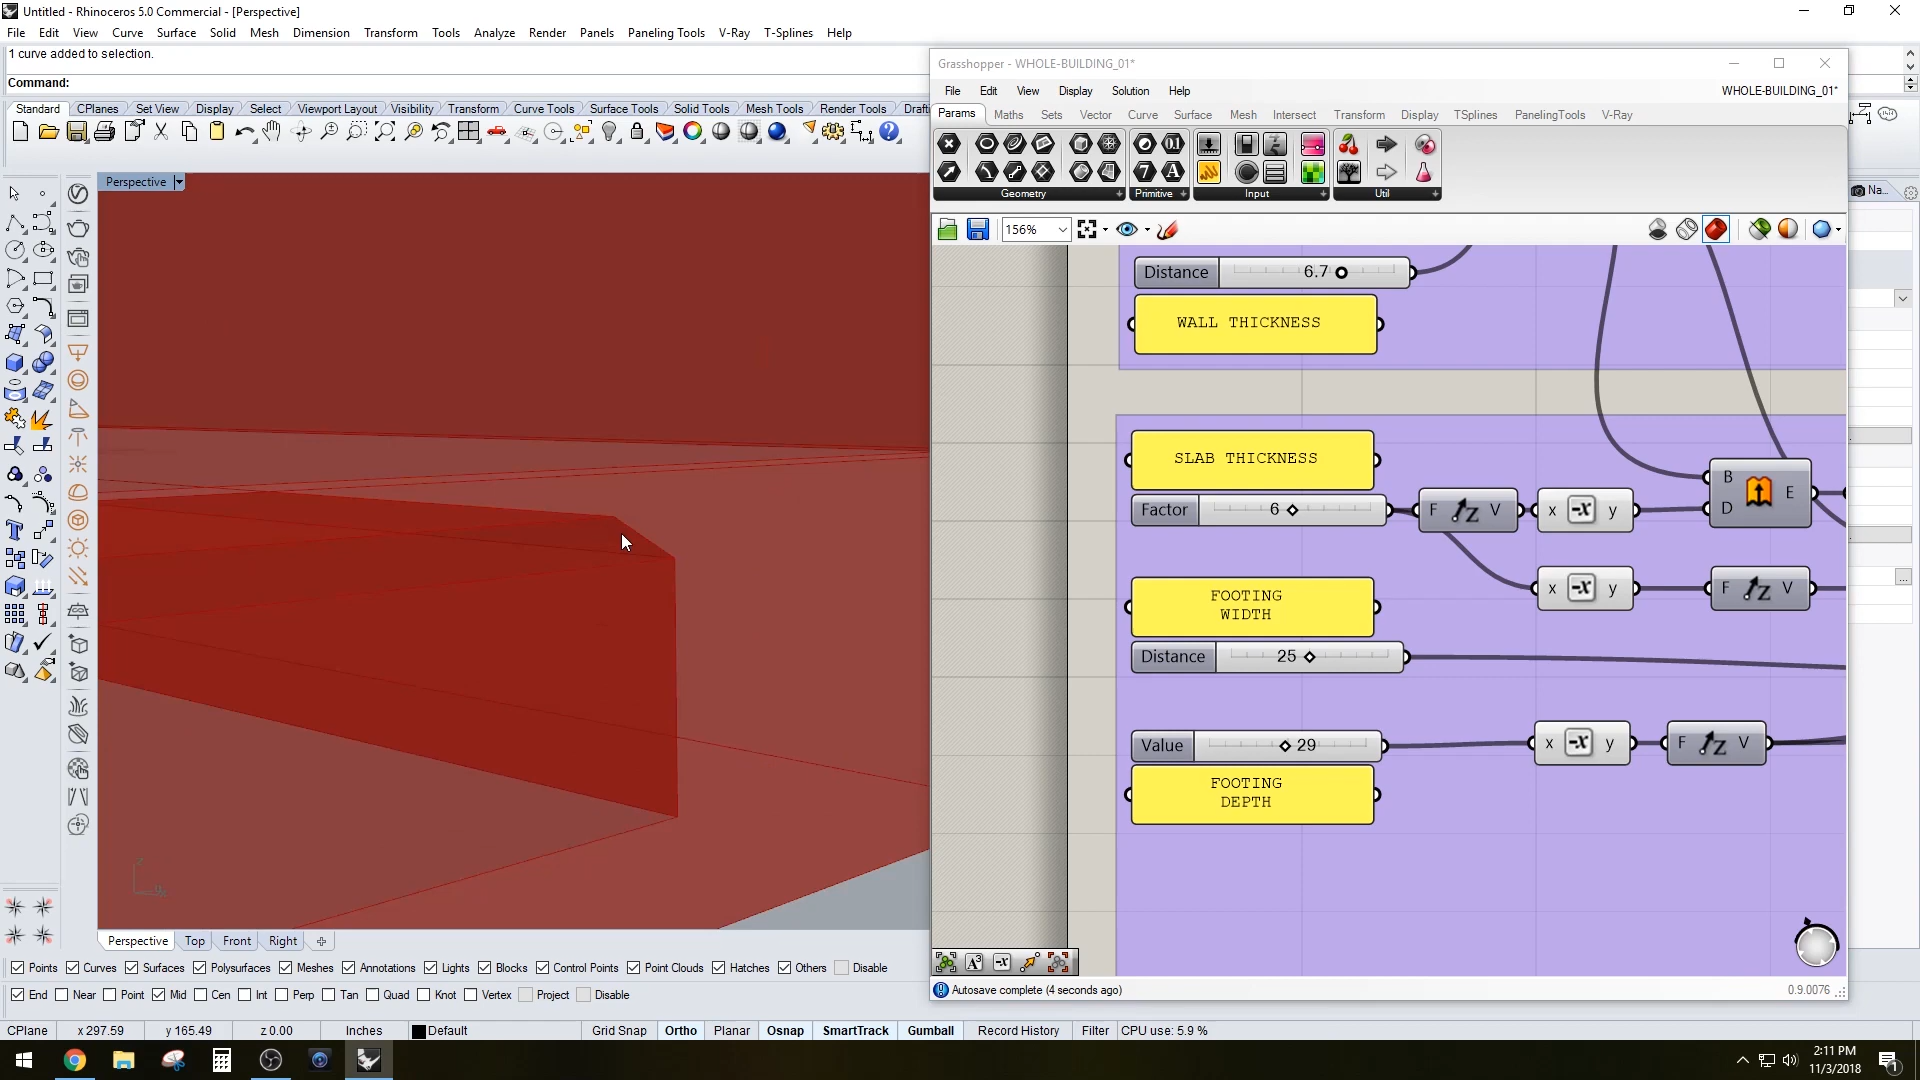 Untitled - Rhinoceros 5.0 Commercial - [Perspective]
File Edit View Curve Surface Solid Mesh Dimension Transform Tools Analyze Render Panels Paneling Tools V-Ray T-Splines Help
1 curve added to selection.
Command:
Standard CPlanes Set View Display Select Viewport Layout Visibility Transform Curve Tools Surface Tools Solid Tools Mesh Tools Render Tools Drafti
Perspective
Grasshopper - WHOLE-BUILDING_01*
File Edit View Display Solution Help
WHOLE-BUILDING_01*
Params Maths Sets Vector Curve Surface Mesh Intersect Transform Display TSplines PanelingTools V-Ray
Geometry Primitive Input Util
Na...
156%
Distance 6.7
WALL THICKNESS
SLAB THICKNESS
Factor 6
F Z V
x -x y
B D E
x -x y
F Z V
FOOTING
WIDTH
Distance 25
Value 29
x -x y
F Z V
FOOTING
DEPTH
Autosave complete (4 seconds ago)
0.9.0076
Perspective Top Front Right
Points Curves Surfaces Polysurfaces Meshes Annotations Lights Blocks Control Points Point Clouds Hatches Others Disable
End Near Point Mid Cen Int Perp Tan Quad Knot Vertex Project Disable
CPlane x 297.59 y 165.49 z 0.00 Inches Default Grid Snap Ortho Planar Osnap SmartTrack Gumball Record History Filter CPU use: 5.9 %
2:11 PM
11/3/2018